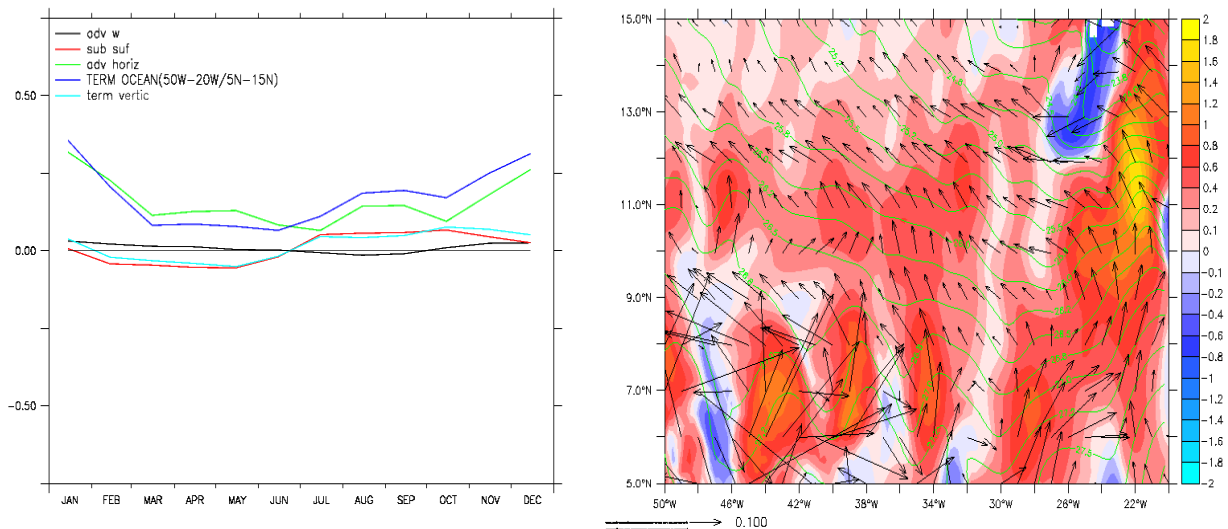 adv w
sub suf
adv horiz
TERM OCEAN(50W-20W/5N-15N)
term vertic
0.50
0.00
-0.50
JAN FEB MAR APR MAY JUN JUL AUG SEP OCT NOV DEC
15.0°N
13.0°N
11.0°N
9.0°N
7.0°N
5.0°N
50°W 46°W 42°W 38°W 34°W 30°W 26°W 22°W
0.100
2
1.8
1.6
1.4
1.2
1
0.8
0.6
0.4
0.2
0.1
0
-0.1
-0.2
-0.4
-0.6
-0.8
-1
-1.2
-1.4
-1.6
-1.8
-2